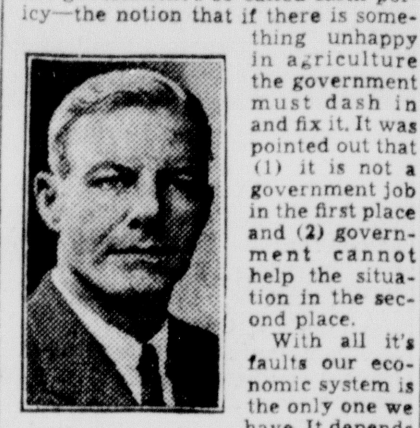 icy—the notion that if there is some-
thing unhappy
in agriculture
the government
must dash in
and fix it. It was
pointed out that
(1) it is not a
government job
in the first place
and (2) govern-
ment cannot
help the situa-
tion in the sec-
ond place.
With all it's
faults our eco-
nomic system is
the only one we
have. It depends